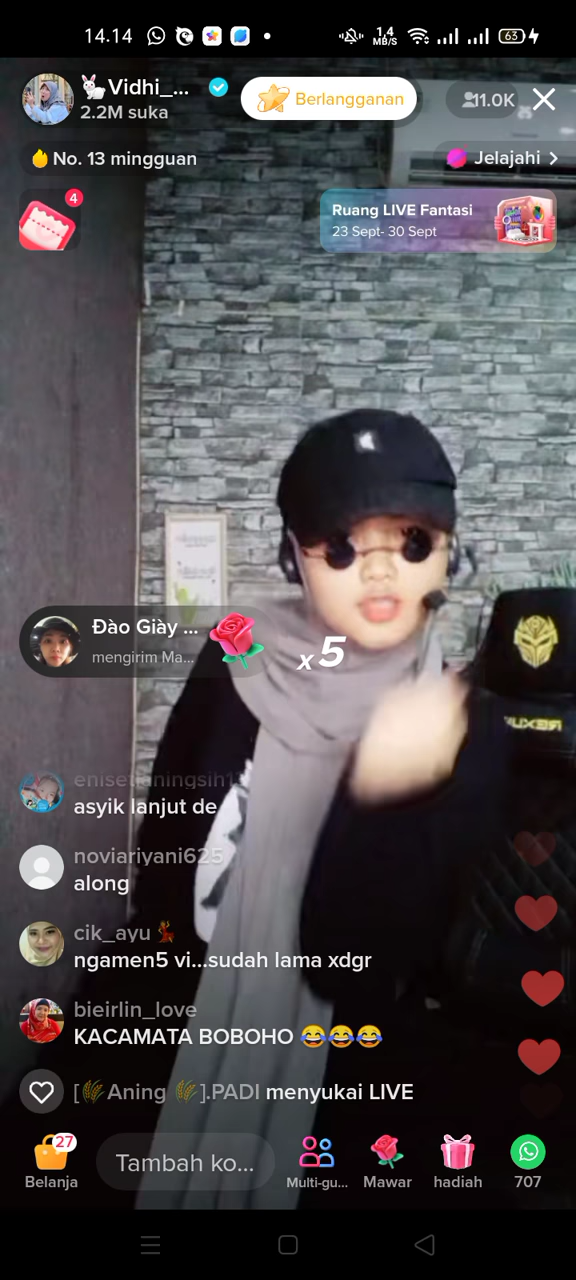 14.14
1,4
MB/S
63
Vidhi_...
2.2M suka
Berlangganan
11.0K
No. 13 mingguan
Jelajahi >
4
Ruang LIVE Fantasi
23 Sept- 30 Sept
Đào Giày ...
mengirim Ma...
x5
enisetianingsih1
asyik lanjut de
noviariyani625
along
cik_ayu💃
ngamen5 vi...sudah lama xdgr
bieirlin_love
KACAMATA BOBOHO 😂😂😂
[🌾Aning 🌾].PADI menyukai LIVE
27
Belanja
Tambah ko...
Multi-gu...
Mawar
hadiah
707